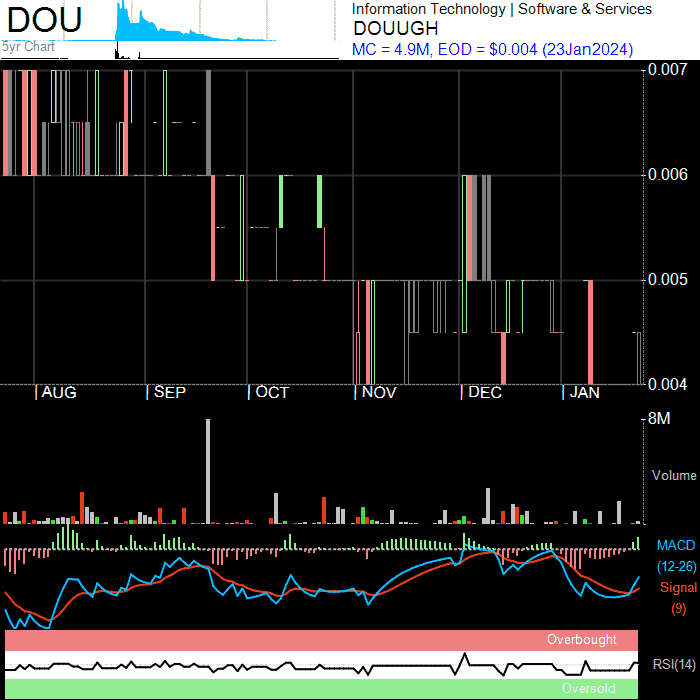 DOU
5yr Chart
Information Technology | Software & Services
DOUUGH
MC = 4.9M, EOD = $0.004 (23Jan2024)
0.007
0.006
0.005
0.004
AUG SEP OCT NOV DEC JAN
8M
Volume
MACD
(12-26)
Signal
(9)
Overbought
RSI(14)
Oversold